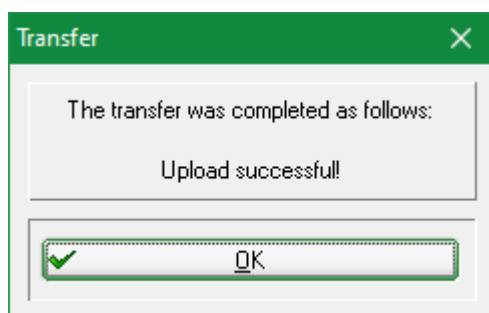 Transfer
The transfer was completed as follows:
Upload successful!
OK